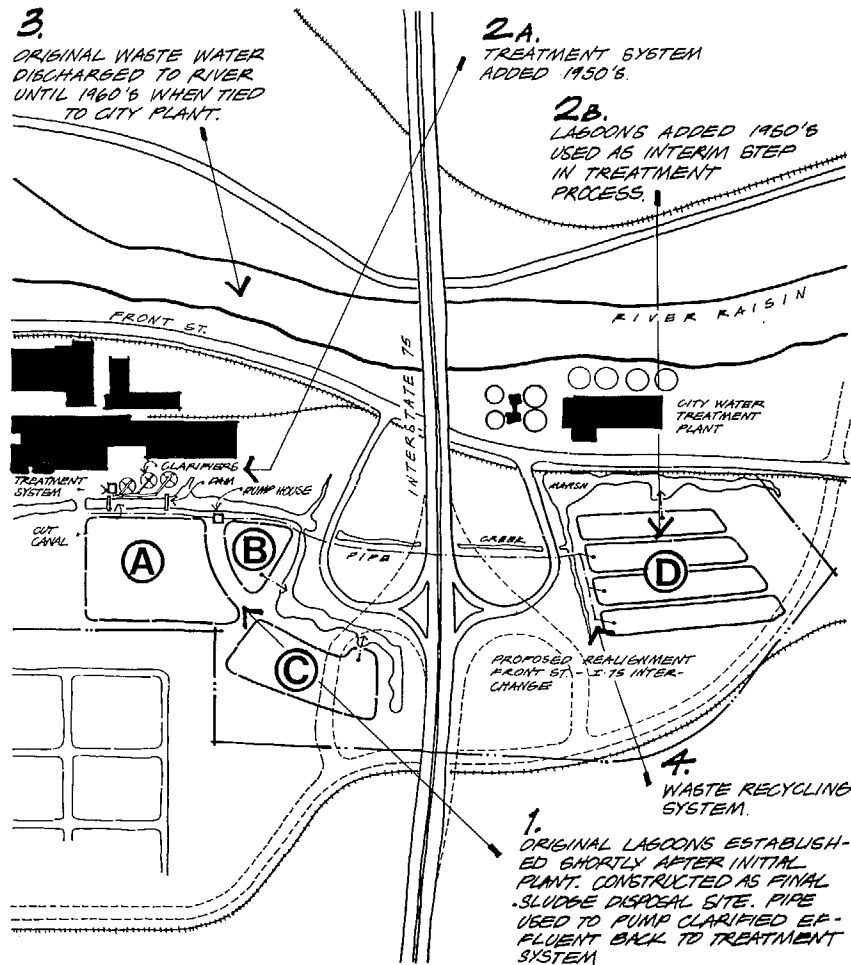 3.
ORIGINAL WASTE WATER
DISCHARGED TO RIVER
UNTIL 1960'S WHEN TIED
TO CITY PLANT.
2A.
TREATMENT SYSTEM
ADDED 1950'S.
2B.
LAGOONS ADDED 1950'S
USED AS INTERIM STEP
IN TREATMENT
PROCESS.
FRONT ST.
RIVER RAISIN
INTERSTATE 75
CITY WATER
TREATMENT
PLANT
CLARIFIERS
TREATMENT
SYSTEM
DAM
PUMP HOUSE
MARSH
CUT
CANAL
A
B
PIPE
CREEK
D
C
PROPOSED REALIGNMENT
FRONT ST. - I-75 INTER-
CHANGE
4.
WASTE RECYCLING
SYSTEM.
1.
ORIGINAL LAGOONS ESTABLISH-
ED SHORTLY AFTER INITIAL
PLANT. CONSTRUCTED AS FINAL
SLUDGE DISPOSAL SITE. PIPE
USED TO PUMP CLARIFIED EF-
FLUENT BACK TO TREATMENT
SYSTEM